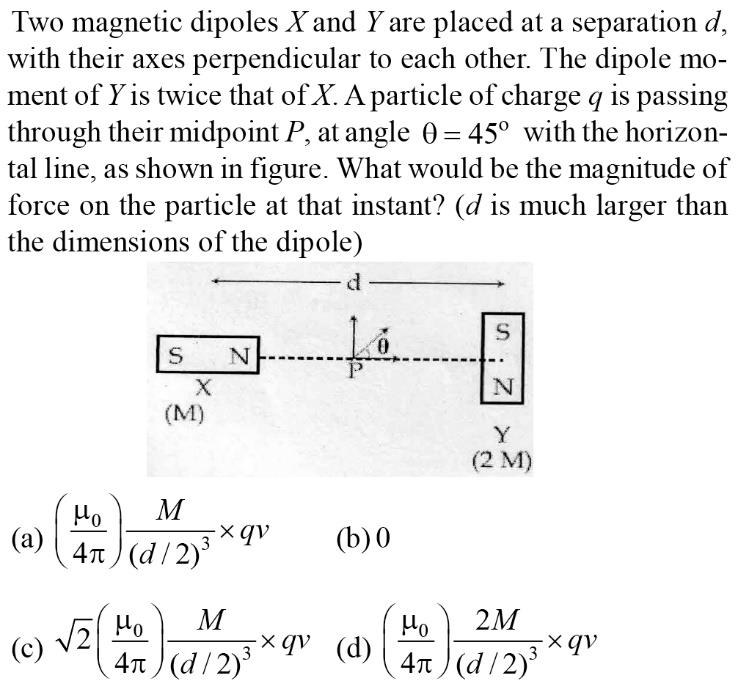 Two magnetic dipoles X and Y are placed at a separation d,
with their axes perpendicular to each other. The dipole mo-
ment of Y is twice that of X. A particle of charge q is passing
through their midpoint P, at angle θ = 45° with the horizon-
tal line, as shown in figure. What would be the magnitude of
force on the particle at that instant? (d is much larger than
the dimensions of the dipole)
d
S N
θ
P
S
N
X
(M)
Y
(2 M)
(a) (μ₀/4π) M/(d/2)³ × qv (b) 0
(c) √2 (μ₀/4π) M/(d/2)³ × qv (d) (μ₀/4π) 2M/(d/2)³ × qv